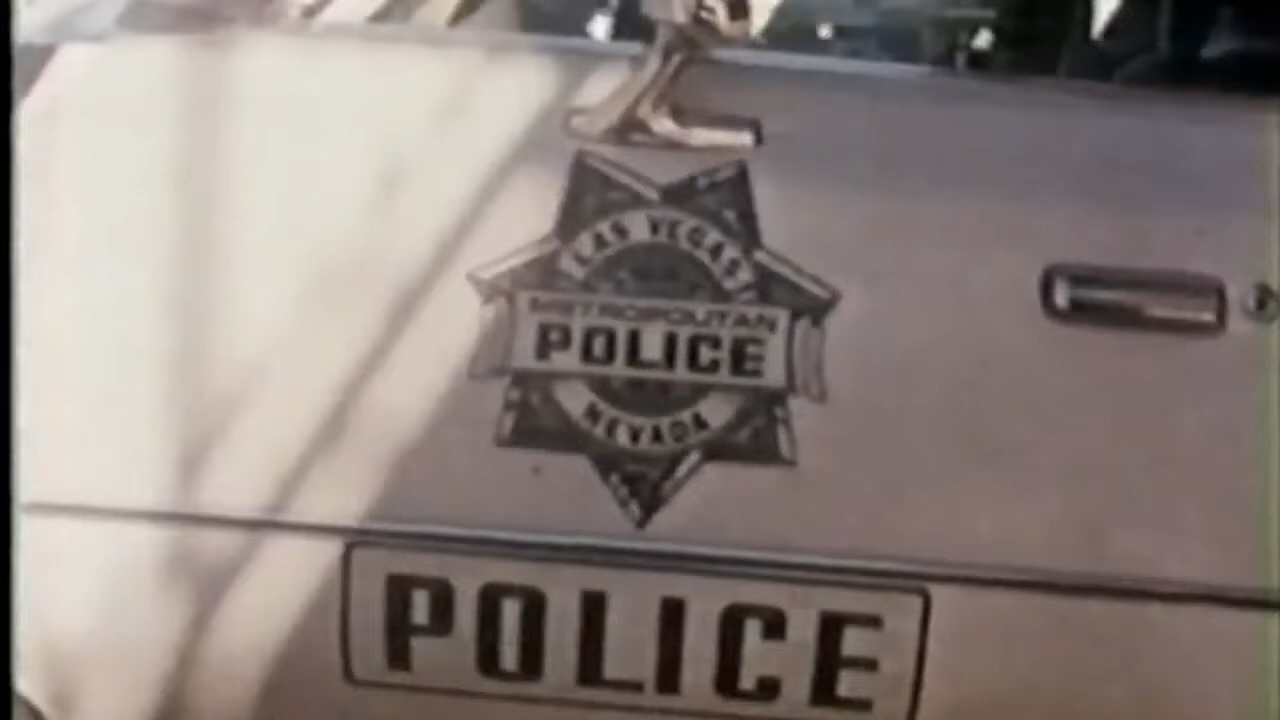 LAS VEGAS
METROPOLITAN
POLICE
NEVADA
POLICE